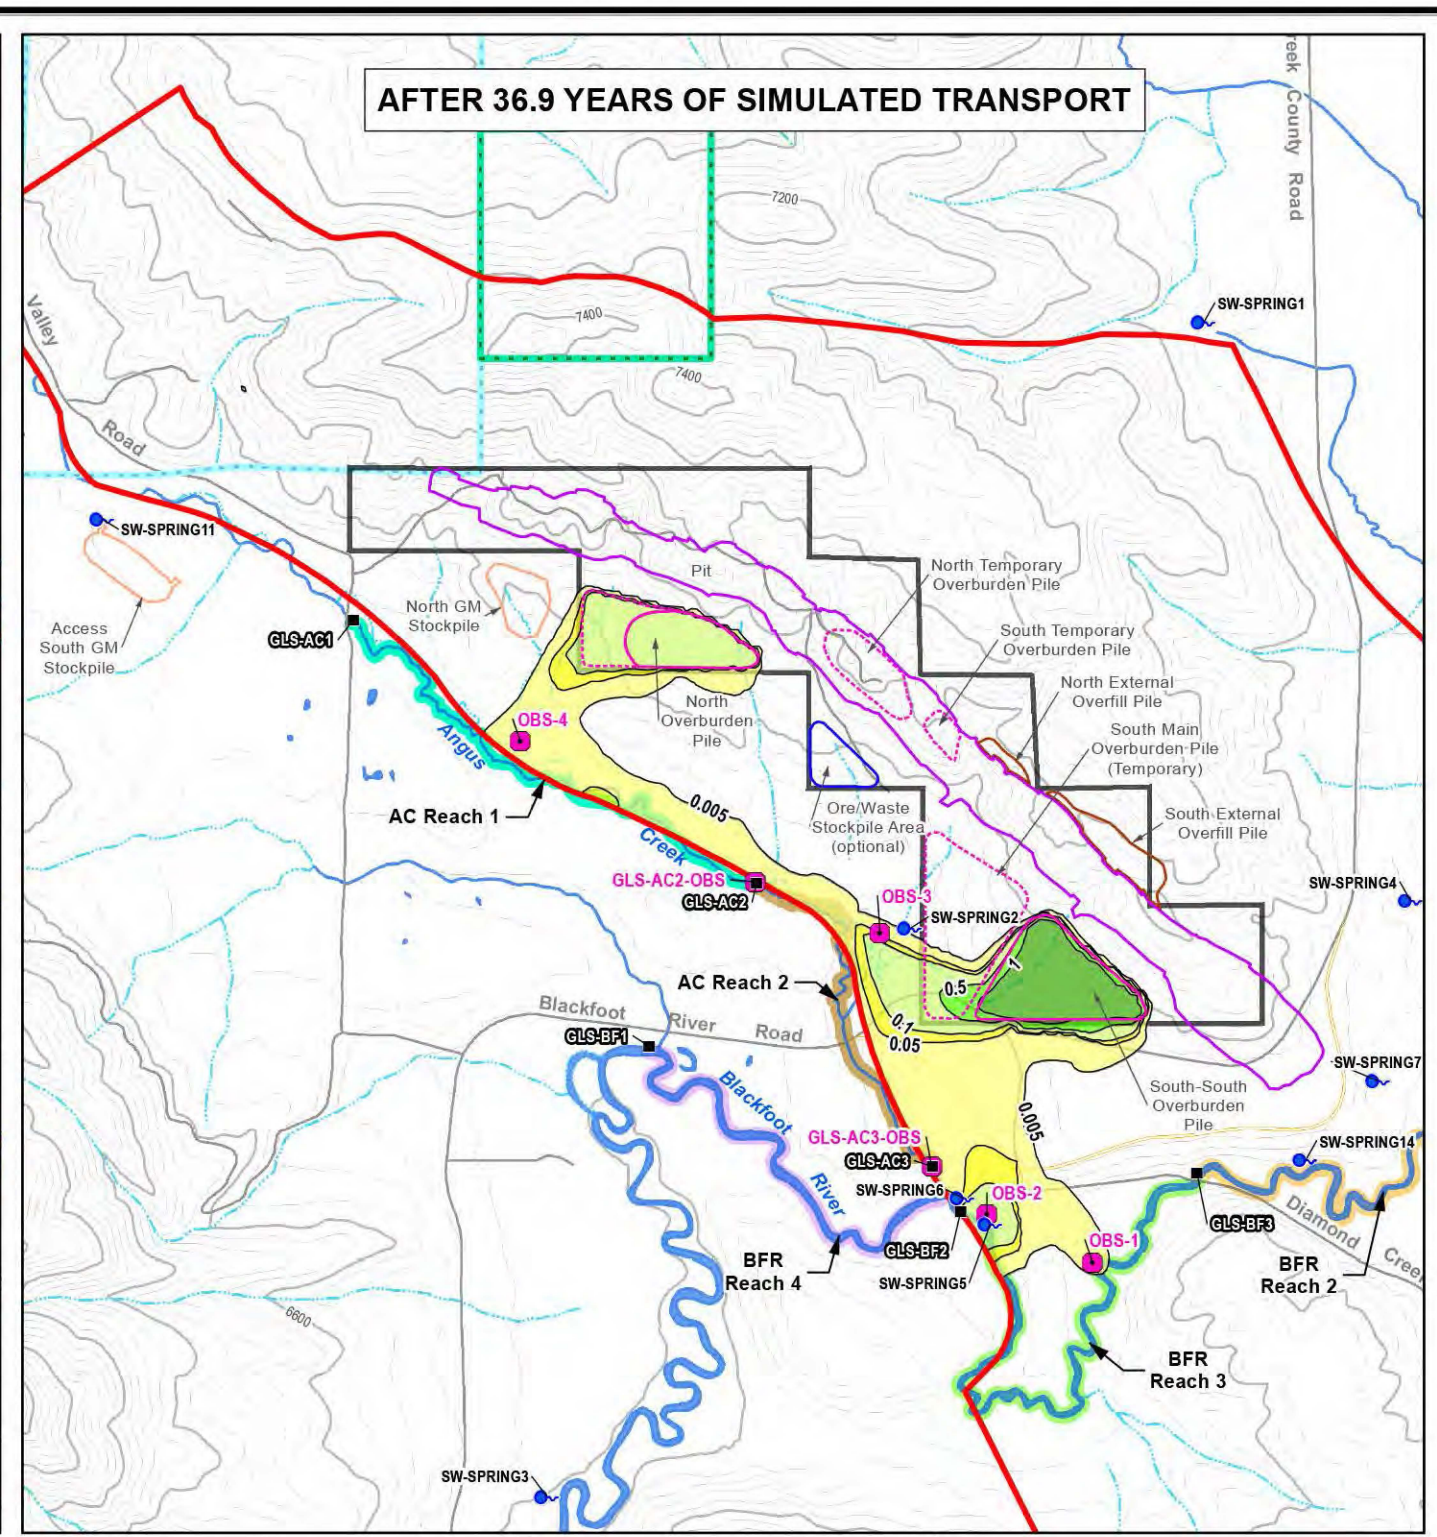 AFTER 36.9 YEARS OF SIMULATED TRANSPORT
reek County Road
7200
SW-SPRING1
7400
7400
Valley
Road
SW-SPRING11
Pit
North Temporary
Overburden Pile
North GM
Stockpile
Access
South GM
Stockpile
GLS-AC1
South Temporary
Overburden Pile
North External
Overfill Pile
North
Overburden
Pile
OBS-4
South Main
Overburden Pile
(Temporary)
Angus
0.005
AC Reach 1
Ore/Waste
Stockpile Area
(optional)
South External
Overfill Pile
Creek
GLS-AC2-OBS
GLS-AC2
OBS-3
SW-SPRING4
SW-SPRING2
1
AC Reach 2
0.5
Blackfoot River Road
0.1
0.05
GLS-BF1
SW-SPRING7
Blackfoot
South-South
Overburden
Pile
0.005
GLS-AC3-OBS
GLS-AC3
SW-SPRING14
River
SW-SPRING6
OBS-2
GLS-BF3
Diamond Creek
OBS-1
GLS-BF2
BFR
Reach 4
SW-SPRING5
BFR
Reach 2
6600
BFR
Reach 3
SW-SPRING3